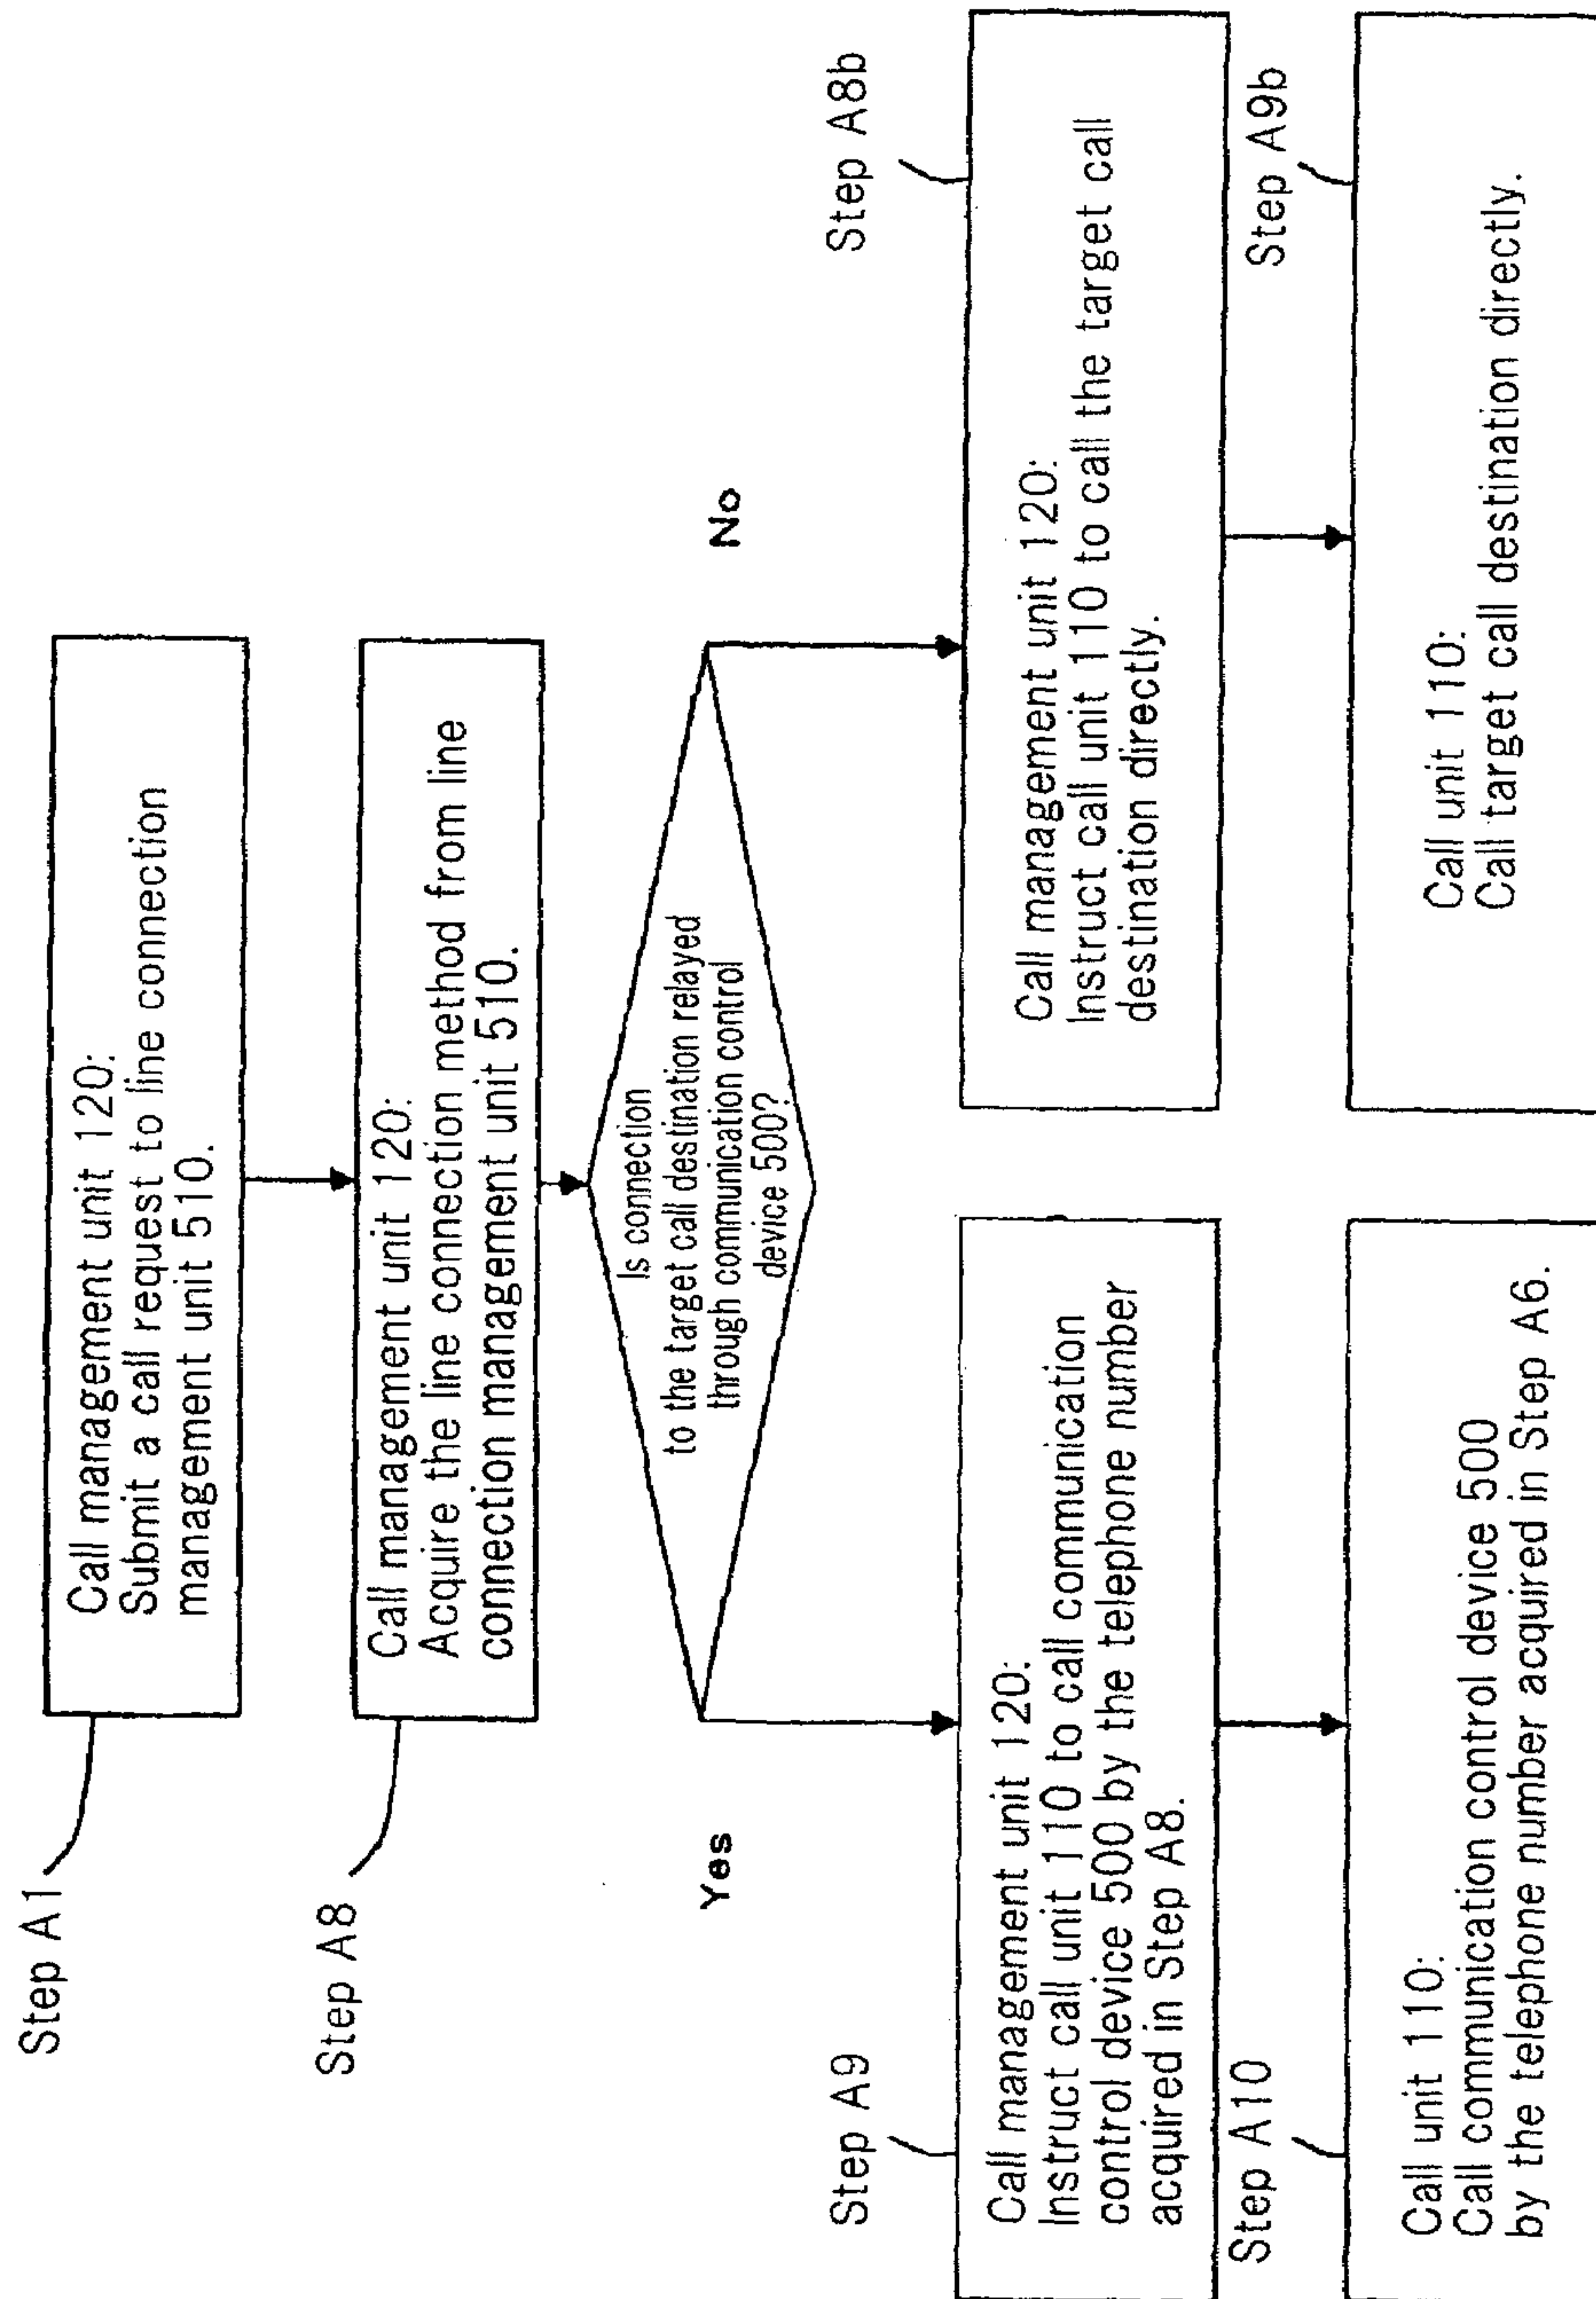 Step A1
Call management unit 120:
Submit a call request to line connection
management unit 510.
Step A8
Call management unit 120:
Acquire the line connection method from line
connection management unit 510.
Is connection
to the target call destination relayed
through communication control
device 500?
Yes
No
Step A9
Call management unit 120:
Instruct call unit 110 to call communication
control device 500 by the telephone number
acquired in Step A8.
Step A8b
Call management unit 120:
Instruct call unit 110 to call the target call
destination directly.
Step A10
Call unit 110:
Call communication control device 500
by the telephone number acquired in Step A6.
Step A9b
Call unit 110:
Call target call destination directly.